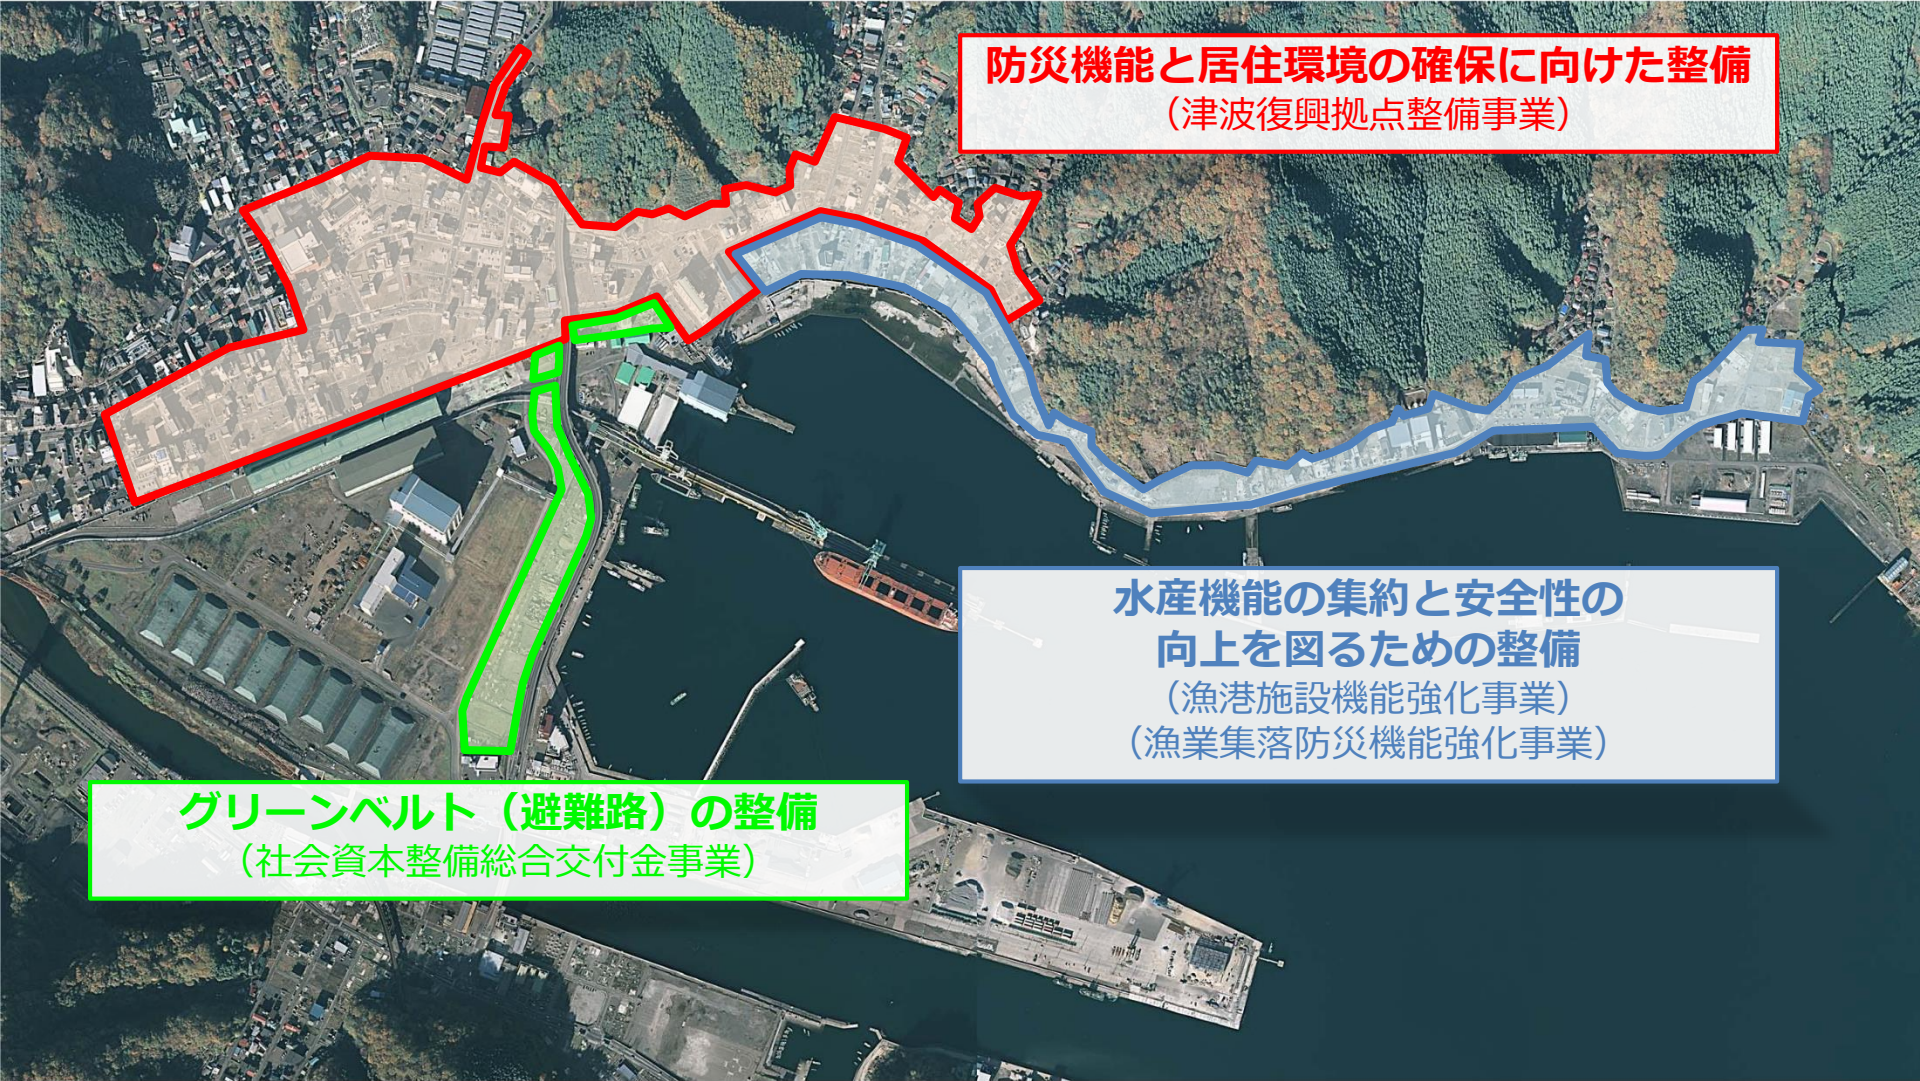 防災機能と居住環境の確保に向けた整備
（津波復興拠点整備事業）
水産機能の集約と安全性の
向上を図るための整備
（漁港施設機能強化事業）
（漁業集落防災機能強化事業）
グリーンベルト（避難路）の整備
（社会資本整備総合交付金事業）